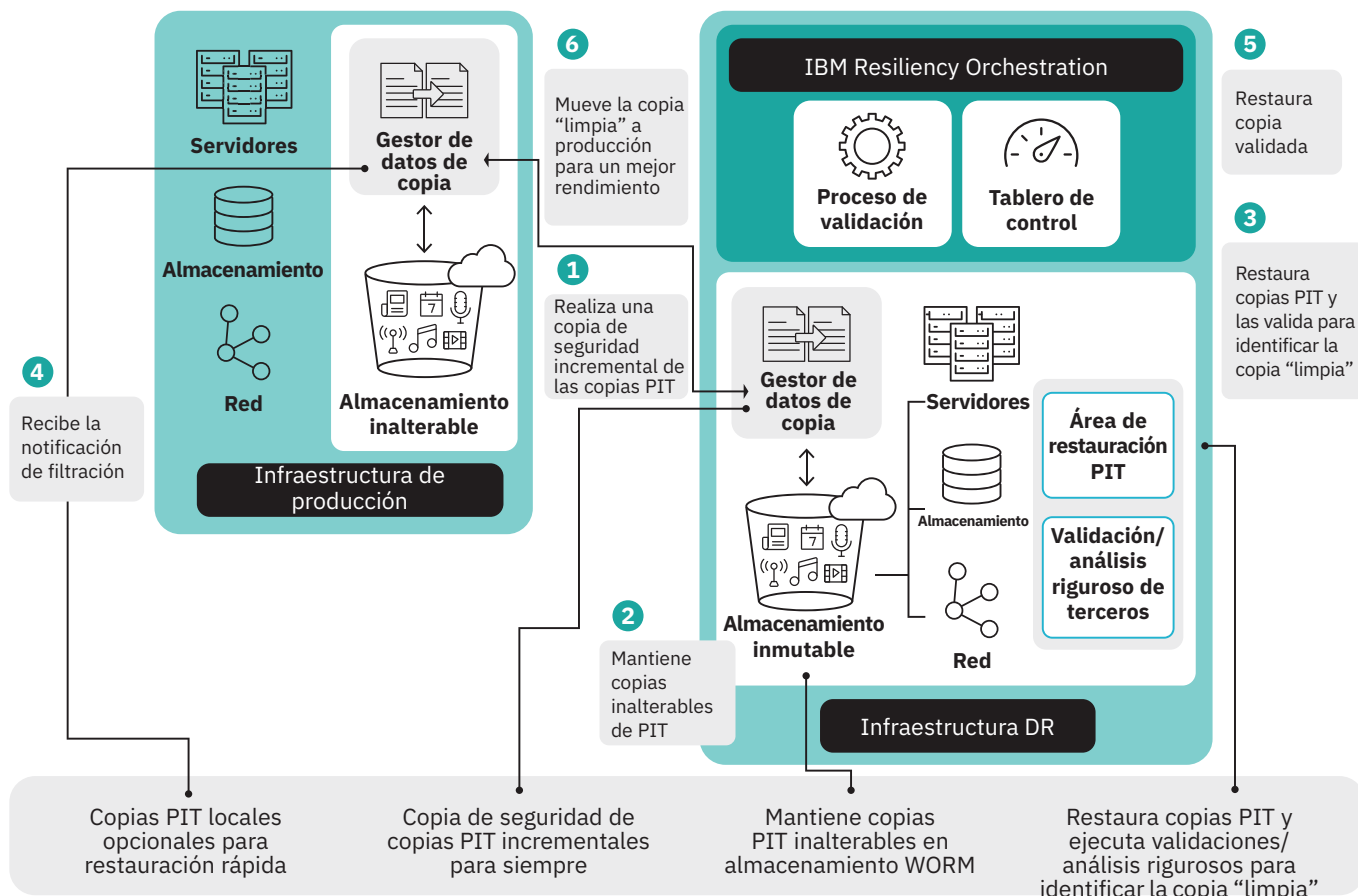 Servidores
Almacenamiento
Red
Gestor de
datos de
copia
Almacenamiento
inalterable
7
Infraestructura de
producción
6
Mueve la copia
“limpia” a
producción
para un mejor
rendimiento
1
Realiza una
copia de
seguridad
incremental de
las copias PIT
4
Recibe la
notificación
de filtración
2
Mantiene
copias
inalterables
de PIT
IBM Resiliency Orchestration
Proceso de
validación
Tablero de
control
Gestor de
datos de
copia
Almacenamiento
inmutable
7
Servidores
Almacenamiento
Red
Área de
restauración
PIT
Validación/
análisis
riguroso de
terceros
Infraestructura DR
5
Restaura
copia
validada
3
Restaura
copias PIT y
las valida para
identificar la
copia “limpia”
Copias PIT locales
opcionales para
restauración rápida
Copia de seguridad de
copias PIT incrementales
para siempre
Mantiene copias
PIT inalterables en
almacenamiento WORM
Restaura copias PIT y
ejecuta validaciones/
análisis rigurosos para
identificar la copia “limpia”